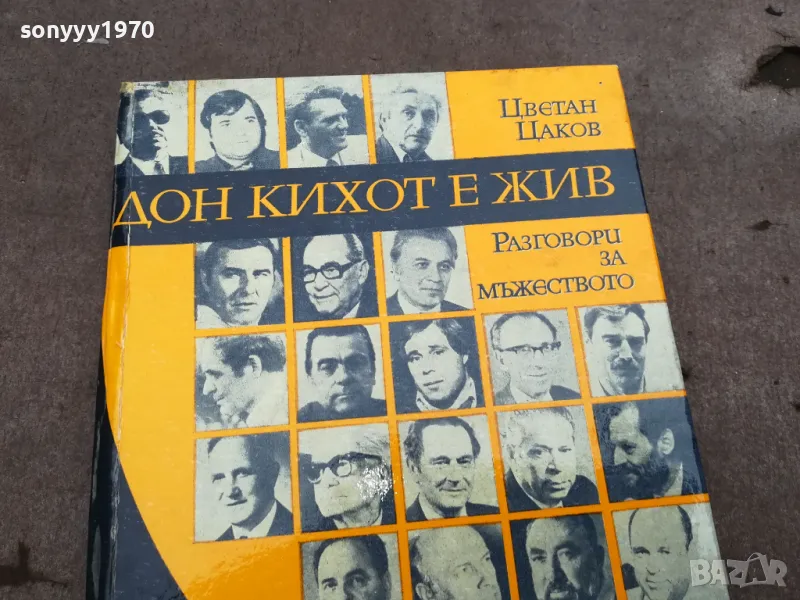 sonyyy1970
Цветан
Цаков
ДОН КИХОТ Е ЖИВ
Разговори
за
мъжеството
BAZAR